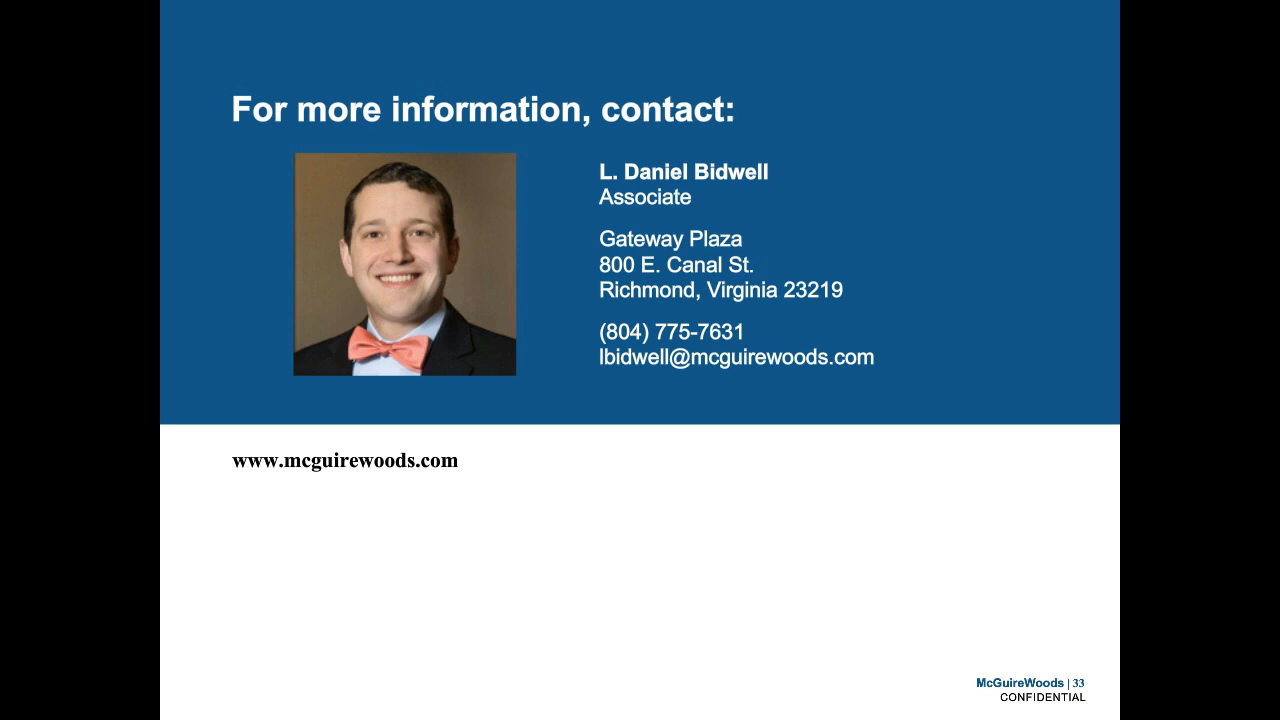 For more information, contact:
L. Daniel Bidwell
Associate
Gateway Plaza
800 E. Canal St.
Richmond, Virginia 23219
(804) 775-7631
lbidwell@mcguirewoods.com
www.mcguirewoods.com
McGuireWoods | 33
CONFIDENTIAL